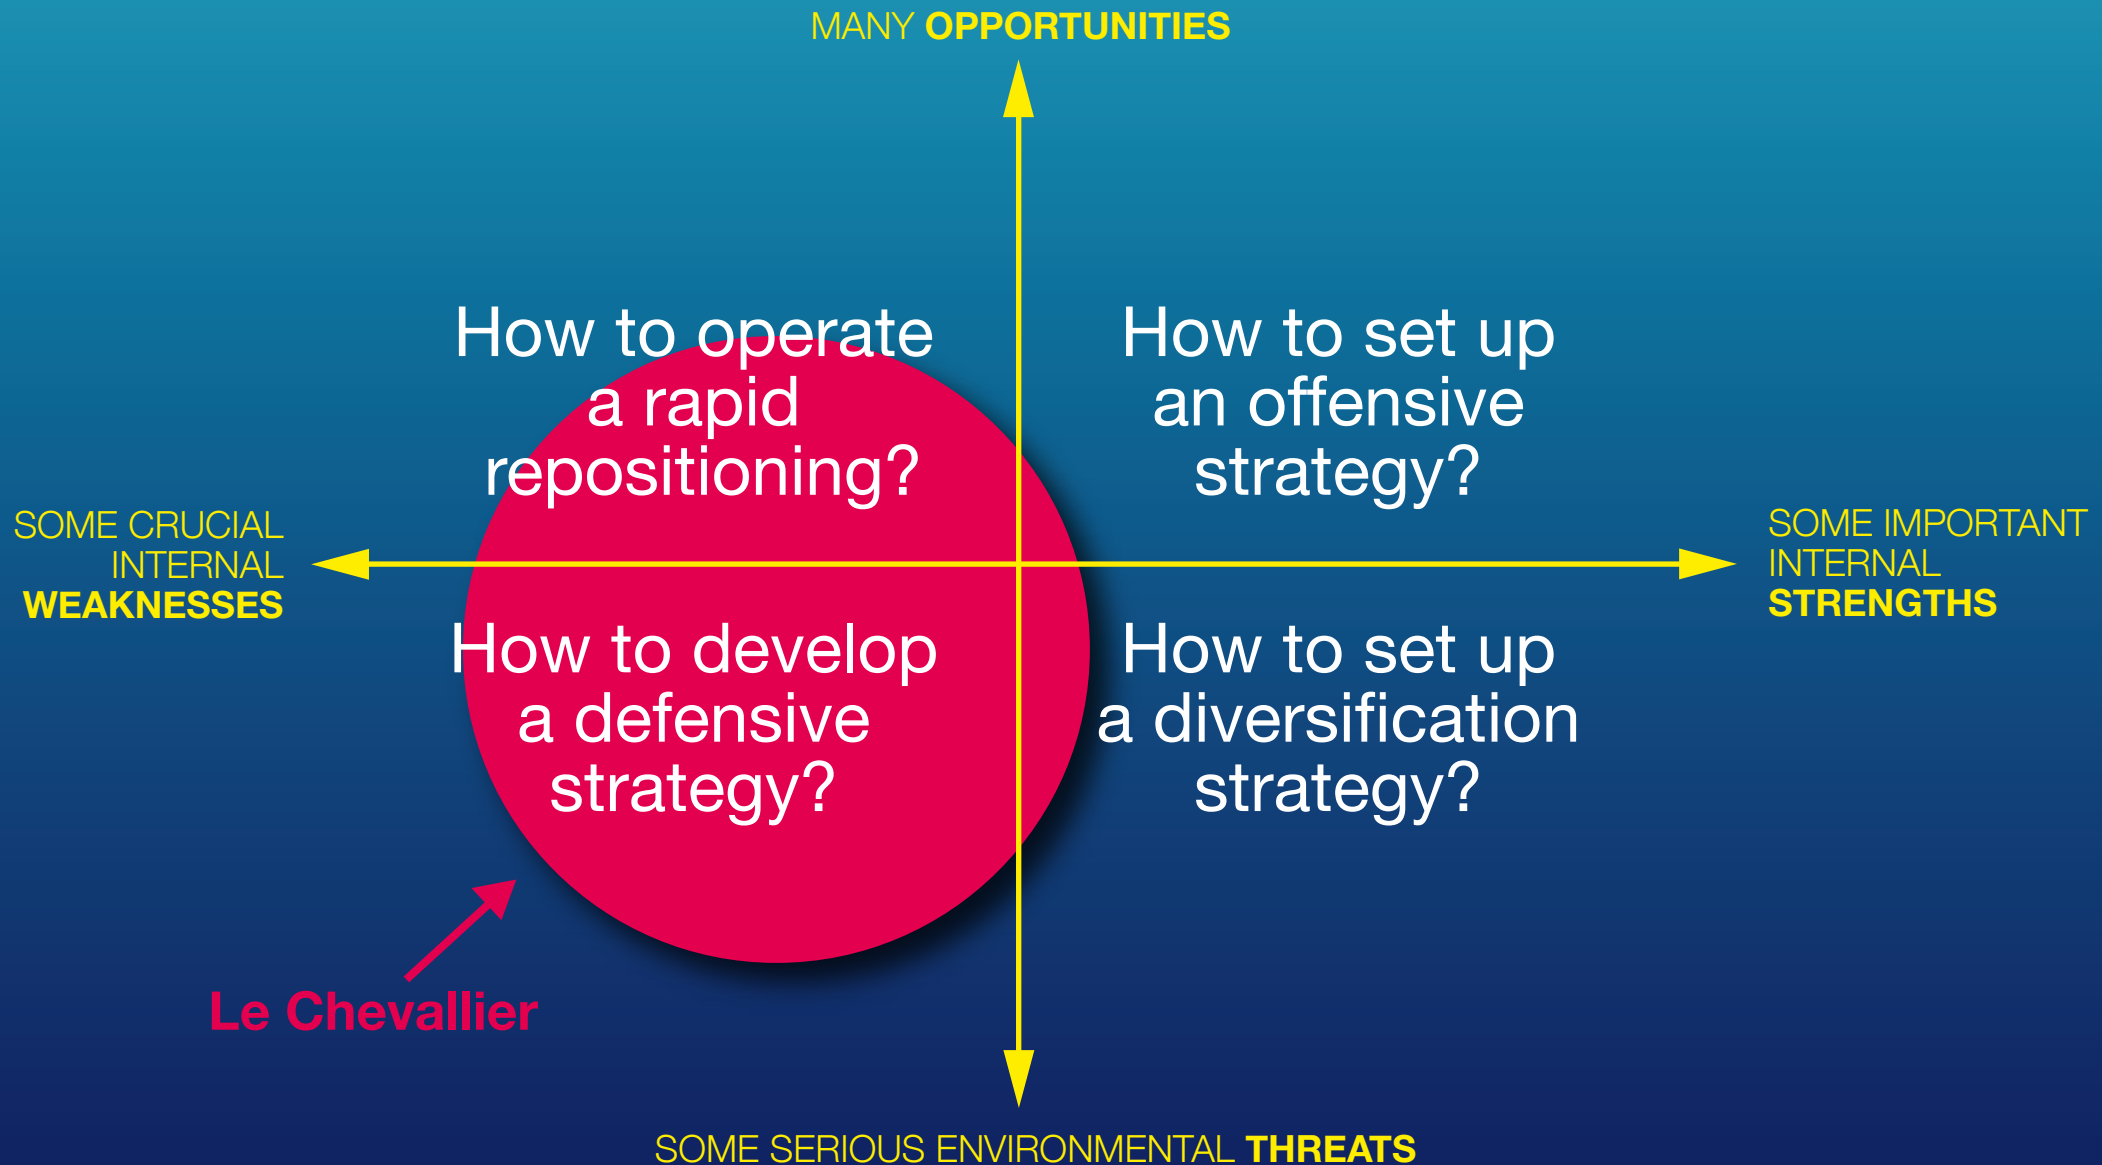 MANY OPPORTUNITIES
How to operate
a rapid
repositioning?
How to set up
an offensive
strategy?
SOME CRUCIAL
INTERNAL
WEAKNESSES
SOME IMPORTANT
INTERNAL
STRENGTHS
How to develop
a defensive
strategy?
How to set up
a diversification
strategy?
Le Chevallier
SOME SERIOUS ENVIRONMENTAL THREATS